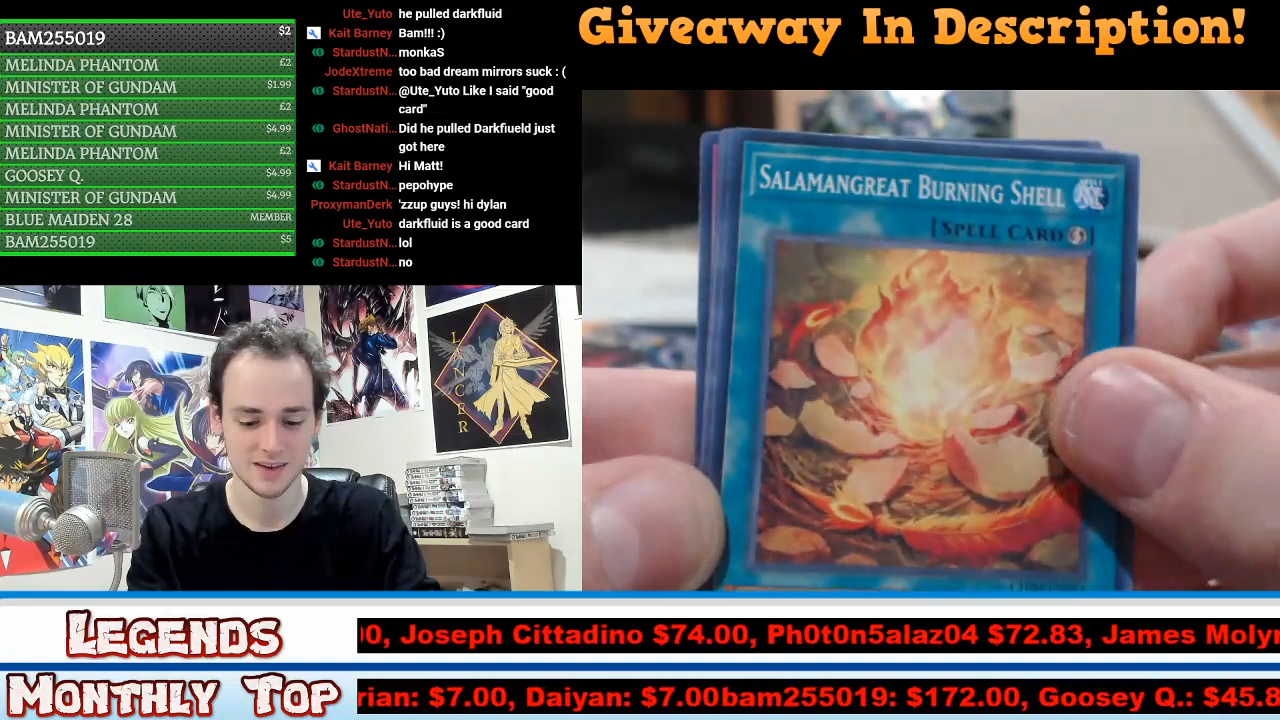 BAM255019 $2
MELINDA PHANTOM £2
MINISTER OF GUNDAM $1.99
MELINDA PHANTOM £2
MINISTER OF GUNDAM $4.99
MELINDA PHANTOM £2
GOOSEY Q. $4.99
MINISTER OF GUNDAM $4.99
BLUE MAIDEN 28 MEMBER
BAM255019 $5
Ute_Yuto he pulled darkfluid
Kait Barney Bam!!! :)
StardustN... monkaS
JodeXtreme too bad dream mirrors suck : (
StardustN... @Ute_Yuto Like I said "good
card"
GhostNati... Did he pulled Darkfiueld just
got here
Kait Barney Hi Matt!
StardustN... pepohype
ProxymanDerk 'zzup guys! hi dylan
Ute_Yuto darkfluid is a good card
StardustN... lol
StardustN... no
Giveaway In Description!
Salamangreat Burning Shell
[Spell Card]
LANCER
Legends
00, Joseph Cittadino $74.00, Ph0t0n5alaz04 $72.83, James Molyn
Monthly Top
rian: $7.00, Daiyan: $7.00bam255019: $172.00, Goosey Q.: $45.8